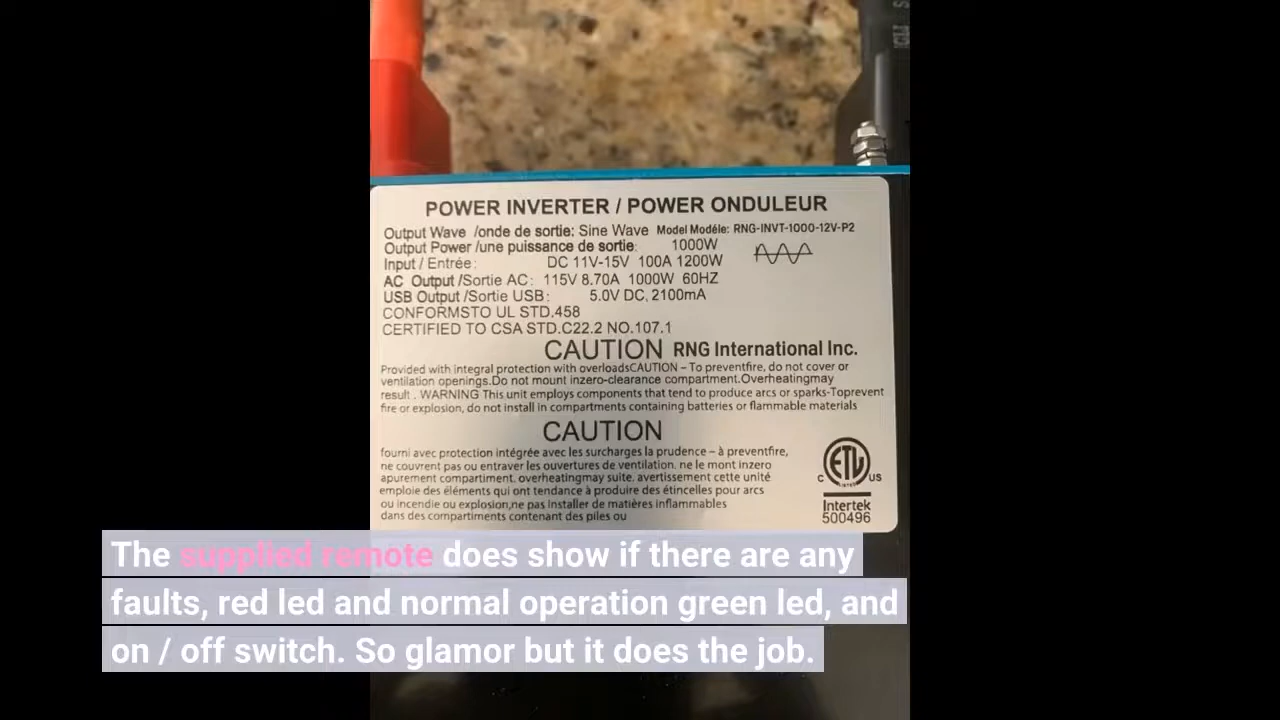 POWER INVERTER / POWER ONDULEUR
Output Wave /onde de sortie: Sine Wave Model Modéle: RNG-INVT-1000-12V-P2
Output Power /une puissance de sortie: 1000W
Input / Entrée: DC 11V-15V 100A 1200W
AC Output /Sortie AC: 115V 8.70A 1000W 60HZ
USB Output /Sortie USB: 5.0V DC, 2100mA
CONFORMSTO UL STD.458
CERTIFIED TO CSA STD.C22.2 NO.107.1
CAUTION RNG International Inc.
Provided with integral protection with overloadsCAUTION – To preventfire, do not cover or
ventilation openings.Do not mount inzero-clearance compartment.Overheatingmay
result . WARNING This unit employs components that tend to produce arcs or sparks-Toprevent
fire or explosion, do not install in compartments containing batteries or flammable materials
CAUTION
fourni avec protection intégrée avec les surcharges la prudence – à preventfire,
ne couvrent pas ou entraver les ouvertures de ventilation. ne le mont inzero
apurement compartiment. overheatingmay suite. avertissement cette unité
emploie des éléments qui ont tendance à produire des étincelles pour arcs
ou incendie ou explosion,ne pas installer de matières inflammables
dans des compartiments contenant des piles ou
ETL
LISTED
C US
Intertek
500496
The supplied remote does show if there are any
faults, red led and normal operation green led, and
on / off switch. So glamor but it does the job.